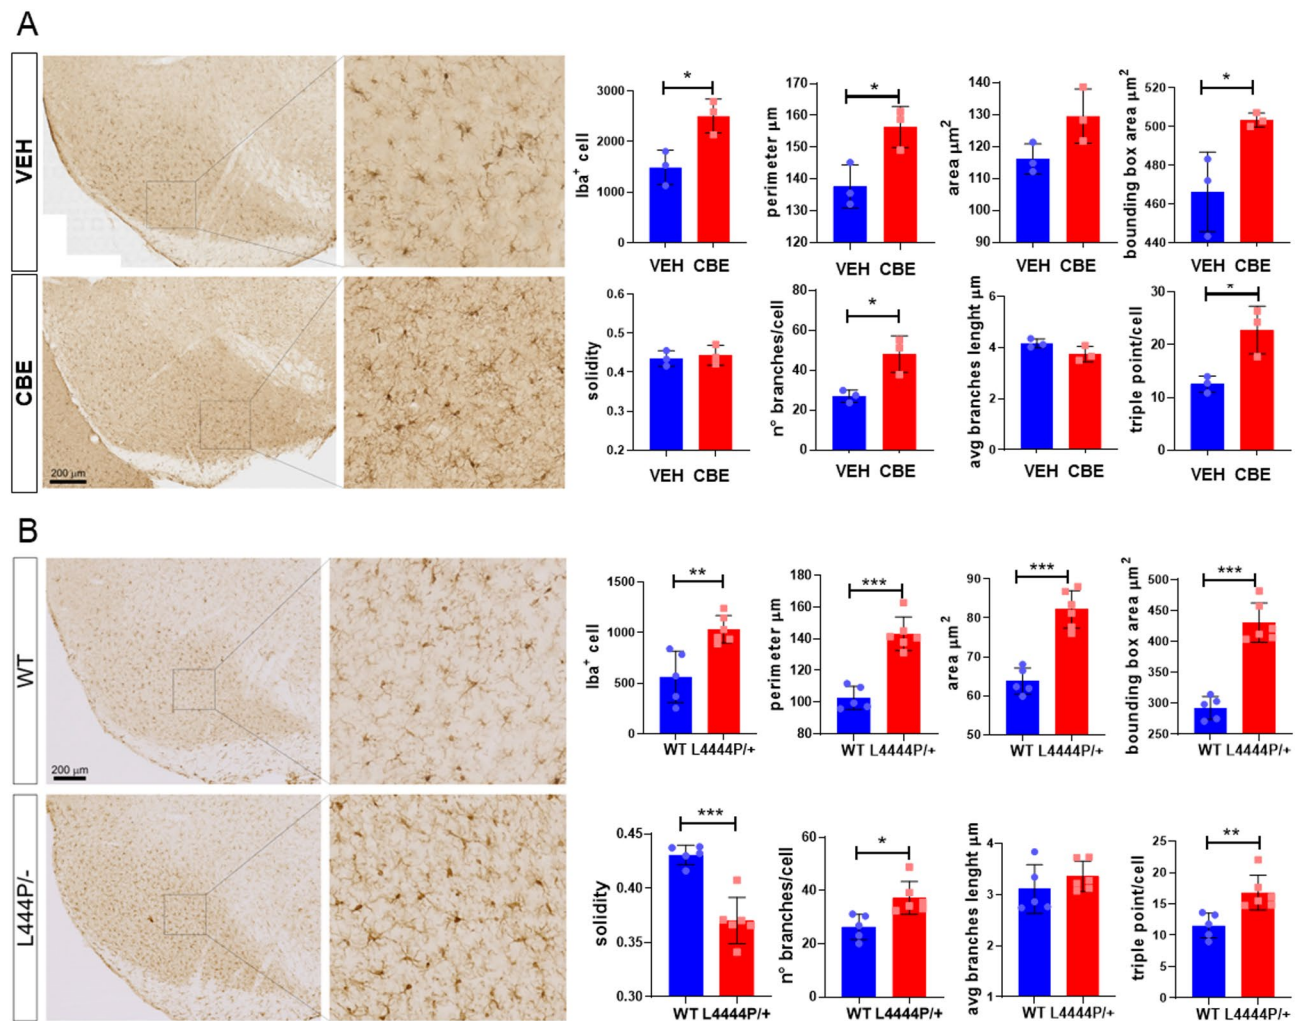 A
VEH
CBE
200 µm
Iba⁺ cell
3000
2000
1000
0
*
VEH CBE
perimeter µm
170
160
150
140
130
120
*
VEH CBE
area µm²
140
130
120
110
100
90
VEH CBE
bounding box area µm²
520
500
480
460
440
*
VEH CBE
solidity
0.6
0.5
0.4
0.3
0.2
VEH CBE
n° branches/cell
80
60
40
20
0
*
VEH CBE
avg branches lenght µm
6
4
2
0
VEH CBE
triple point/cell
30
20
10
0
*
VEH CBE
B
WT
L444P/-
200 µm
Iba⁺ cell
1500
1000
500
0
**
WT L4444P/+
perimeter µm
180
160
140
120
100
80
***
WT L4444P/+
area µm²
90
80
70
60
50
***
WT L4444P/+
bounding box area µm²
500
450
400
350
300
250
***
WT L4444P/+
solidity
0.45
0.40
0.35
0.30
***
WT L4444P/+
n° branches/cell
60
40
20
0
*
WT L4444P/+
avg branches lenght µm
4
3
2
1
WT L4444P/+
triple point/cell
25
20
15
10
5
0
**
WT L4444P/+